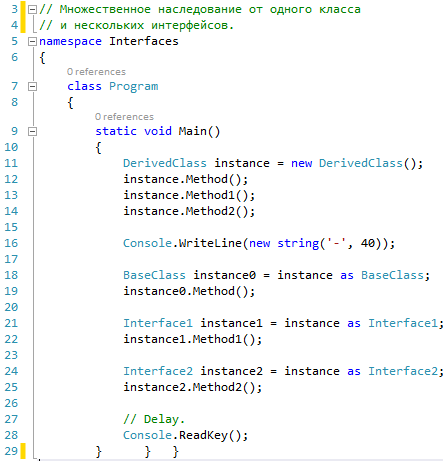 3 // Множественное наследование от одного класса
4 // и нескольких интерфейсов.
5 namespace Interfaces
6 {
0 references
7 class Program
8 {
0 references
9 static void Main()
10 {
11 DerivedClass instance = new DerivedClass();
12 instance.Method();
13 instance.Method1();
14 instance.Method2();
15
16 Console.WriteLine(new string('-', 40));
17
18 BaseClass instance0 = instance as BaseClass;
19 instance0.Method();
20
21 Interface1 instance1 = instance as Interface1;
22 instance1.Method1();
23
24 Interface2 instance2 = instance as Interface2;
25 instance2.Method2();
26
27 // Delay.
28 Console.ReadKey();
29 } } }